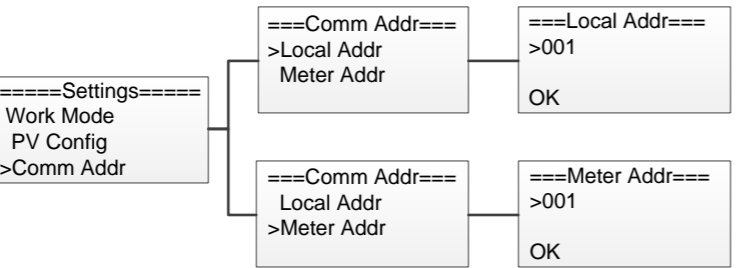 =====Settings=====
Work Mode
PV Config
>Comm Addr
===Comm Addr===
>Local Addr
Meter Addr
===Local Addr===
>001
OK
===Comm Addr===
Local Addr
>Meter Addr
===Meter Addr===
>001
OK